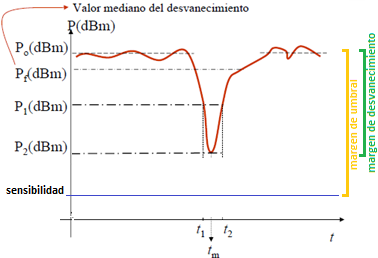 Valor mediano del desvanecimiento
P(dBm)
Po(dBm)
Pf(dBm)
P1(dBm)
P2(dBm)
sensibilidad
margen de umbral
margen de desvanecimiento
t1 t2 t
tm